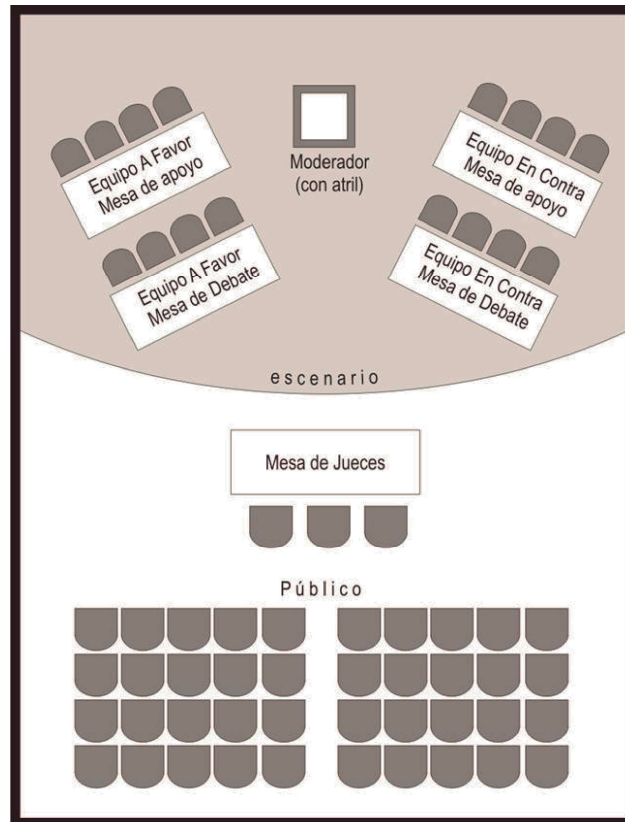 Equipo A Favor
Mesa de apoyo
Moderador
(con atril)
Equipo En Contra
Mesa de apoyo
Equipo A Favor
Mesa de Debate
Equipo En Contra
Mesa de Debate
escenario
Mesa de Jueces
Público